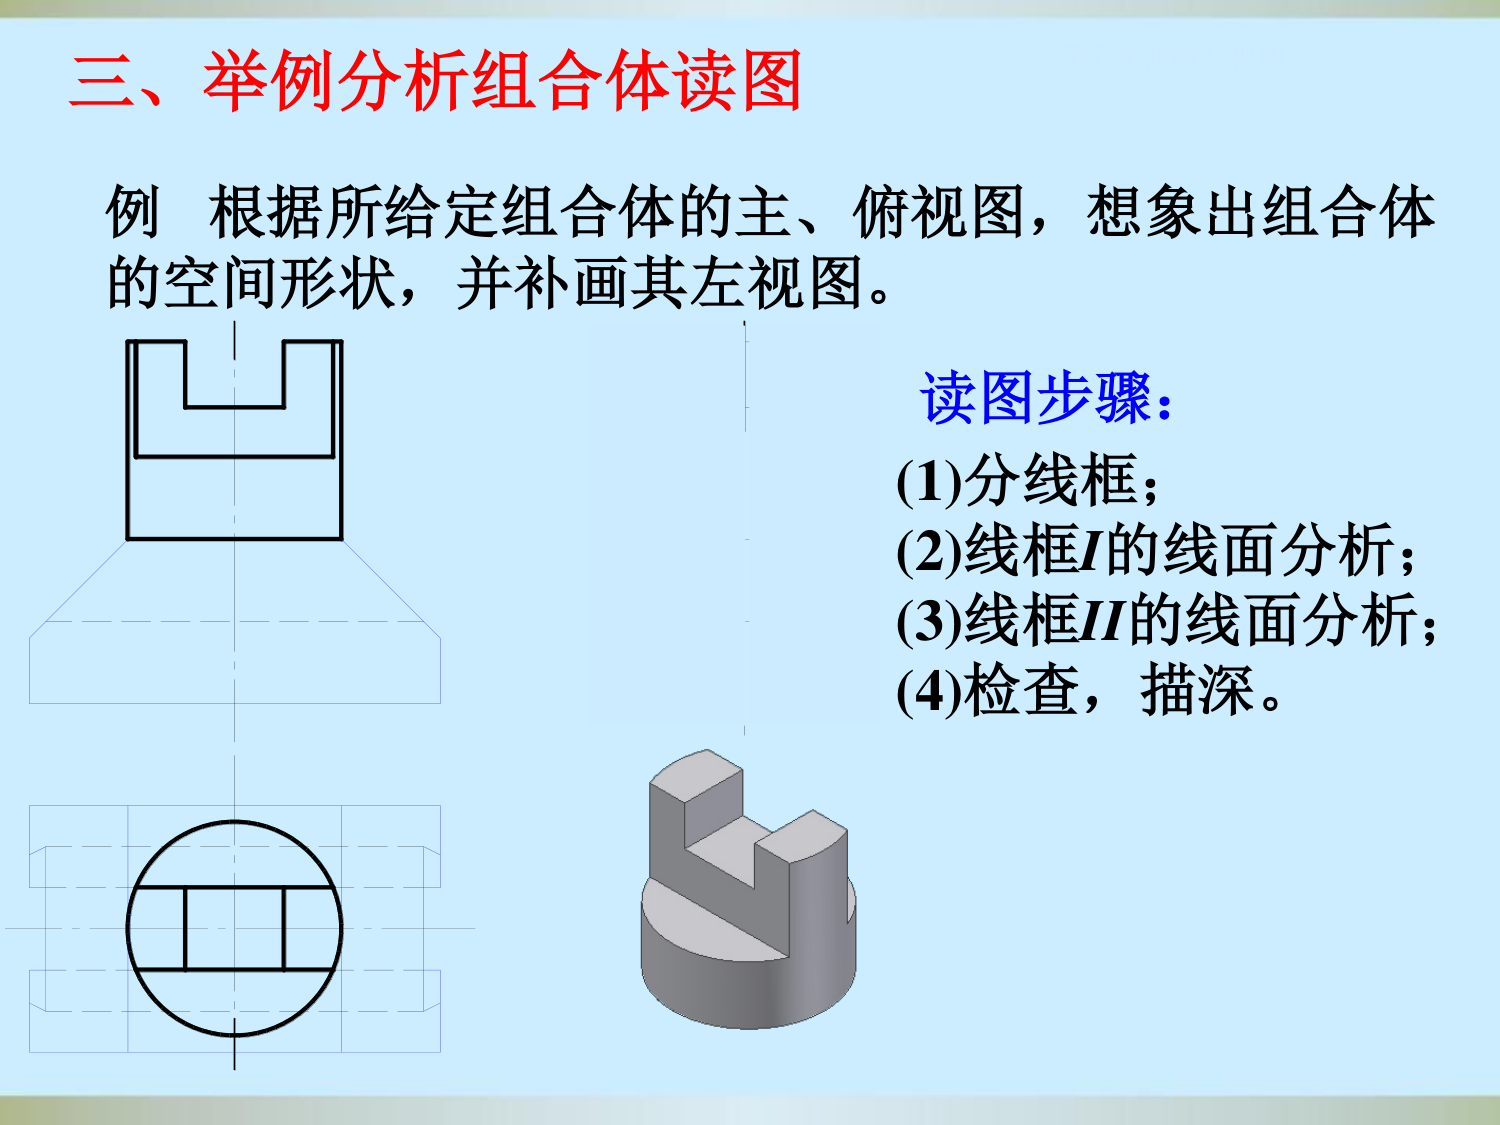 三、举例分析组合体读图
例 根据所给定组合体的主、俯视图，想象出组合体
的空间形状，并补画其左视图。
读图步骤：
(1)分线框；
(2)线框I的线面分析；
(3)线框II的线面分析；
(4)检查，描深。